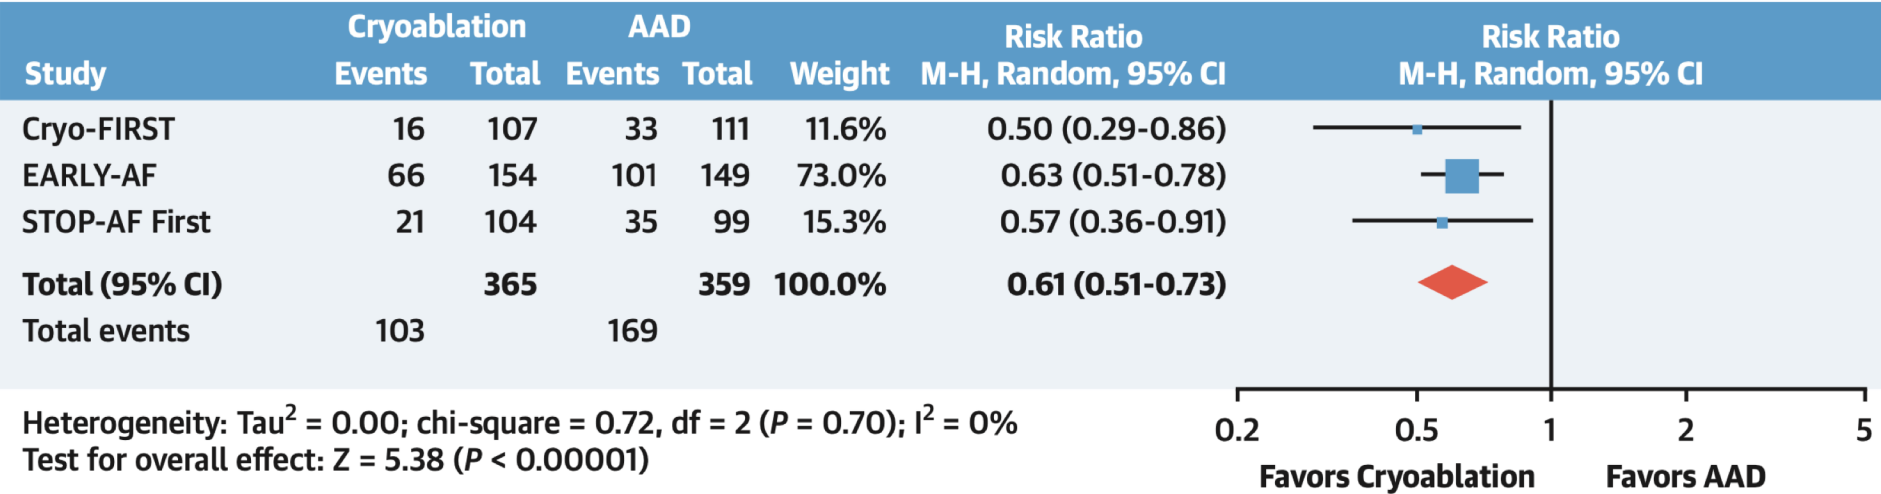 Cryoablation AAD Risk Ratio Risk Ratio
Study Events Total Events Total Weight M-H, Random, 95% CI M-H, Random, 95% CI
Cryo-FIRST 16 107 33 111 11.6% 0.50 (0.29-0.86)
EARLY-AF 66 154 101 149 73.0% 0.63 (0.51-0.78)
STOP-AF First 21 104 35 99 15.3% 0.57 (0.36-0.91)
Total (95% CI) 365 359 100.0% 0.61 (0.51-0.73)
Total events 103 169
Heterogeneity: Tau² = 0.00; chi-square = 0.72, df = 2 (P = 0.70); I² = 0%
Test for overall effect: Z = 5.38 (P < 0.00001)
0.2 0.5 1 2 5
Favors Cryoablation Favors AAD